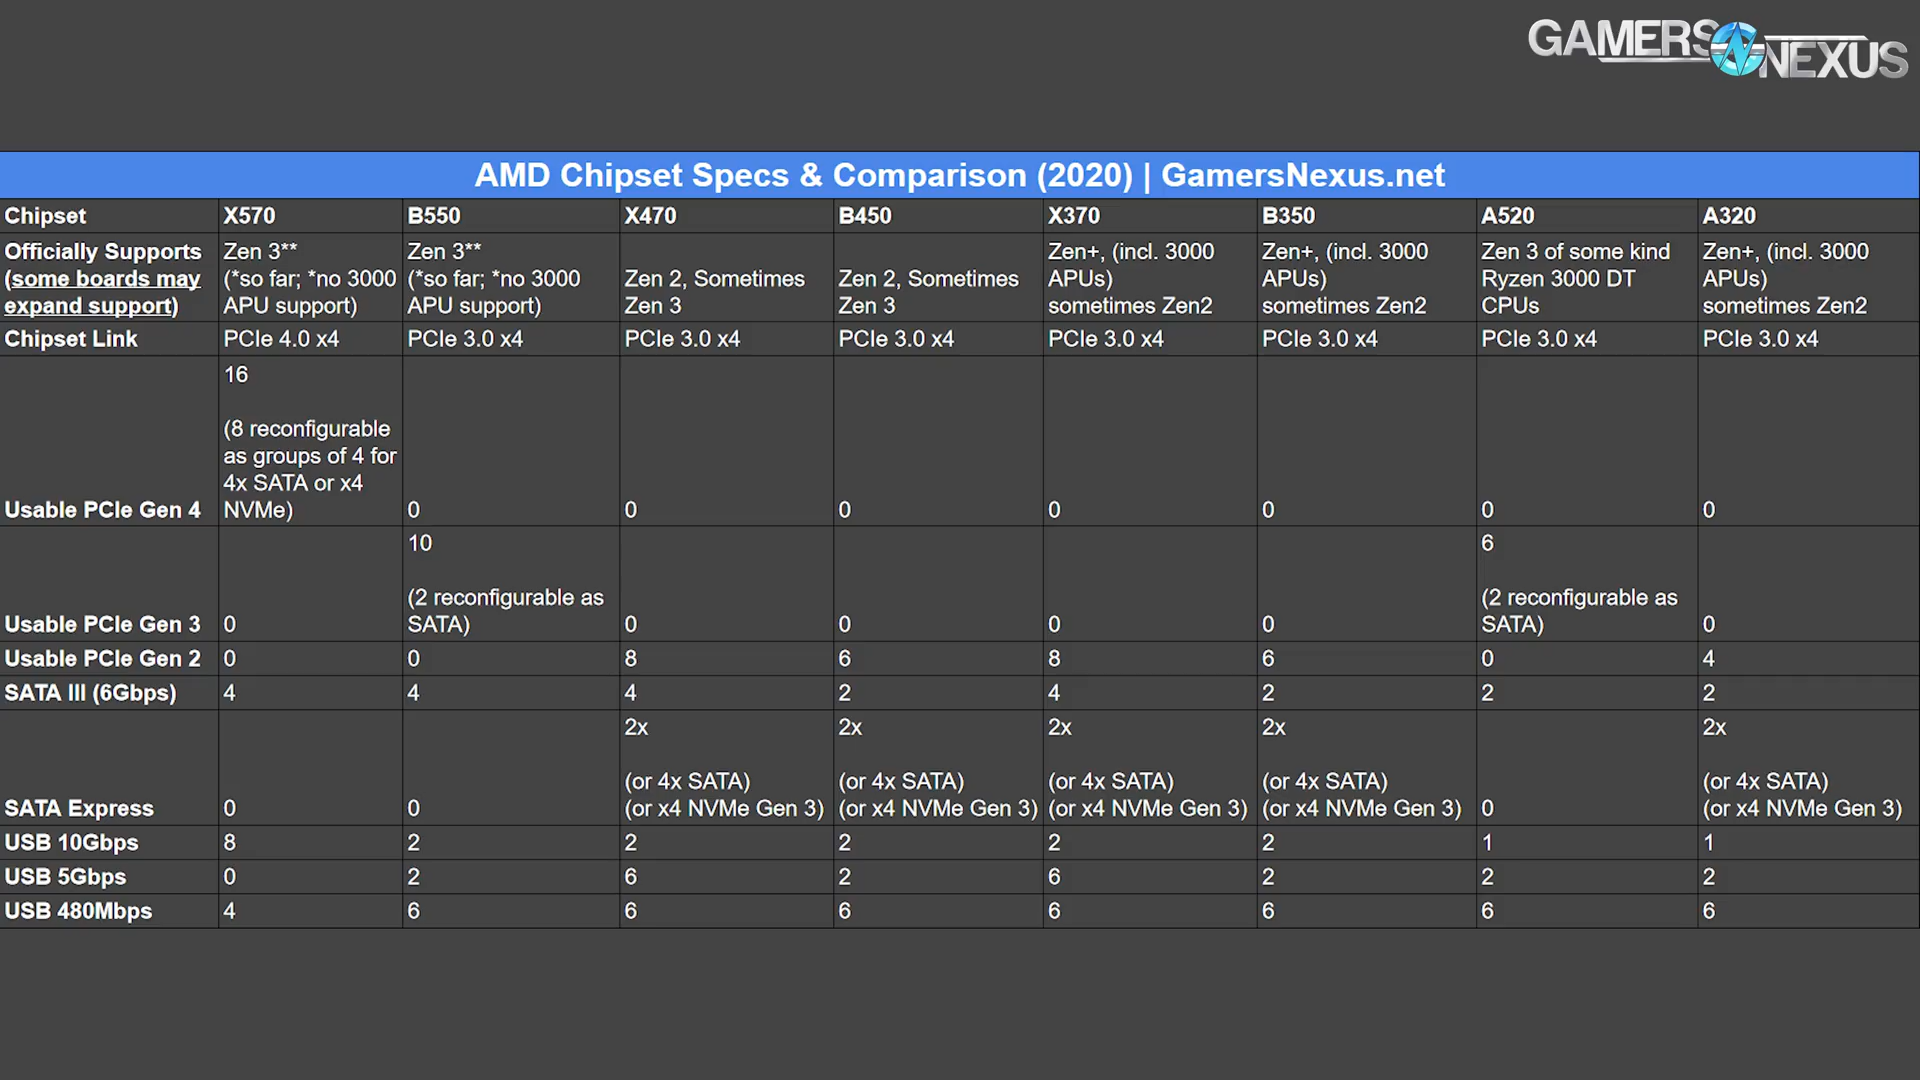 GAMERS NEXUS
AMD Chipset Specs & Comparison (2020) | GamersNexus.net
Chipset X570 B550 X470 B450 X370 B350 A520 A320
Officially Supports Zen 3** Zen 3** Zen+, (incl. 3000 Zen+, (incl. 3000 Zen 3 of some kind Zen+, (incl. 3000
(some boards may (*so far; *no 3000 (*so far; *no 3000 Zen 2, Sometimes Zen 2, Sometimes APUs) APUs) Ryzen 3000 DT APUs)
expand support) APU support) APU support) Zen 3 Zen 3 sometimes Zen2 sometimes Zen2 CPUs sometimes Zen2
Chipset Link PCIe 4.0 x4 PCIe 3.0 x4 PCIe 3.0 x4 PCIe 3.0 x4 PCIe 3.0 x4 PCIe 3.0 x4 PCIe 3.0 x4 PCIe 3.0 x4
16
(8 reconfigurable
as groups of 4 for
4x SATA or x4
Usable PCIe Gen 4 NVMe) 0 0 0 0 0 0 0
10 6
(2 reconfigurable as (2 reconfigurable as
Usable PCIe Gen 3 0 SATA) 0 0 0 0 SATA) 0
Usable PCIe Gen 2 0 0 8 6 8 6 0 4
SATA III (6Gbps) 4 4 4 2 4 2 2 2
2x 2x 2x 2x 2x
(or 4x SATA) (or 4x SATA) (or 4x SATA) (or 4x SATA) (or 4x SATA)
SATA Express 0 0 (or x4 NVMe Gen 3) (or x4 NVMe Gen 3) (or x4 NVMe Gen 3) (or x4 NVMe Gen 3) 0 (or x4 NVMe Gen 3)
USB 10Gbps 8 2 2 2 2 2 1 1
USB 5Gbps 0 2 6 2 6 2 2 2
USB 480Mbps 4 6 6 6 6 6 6 6